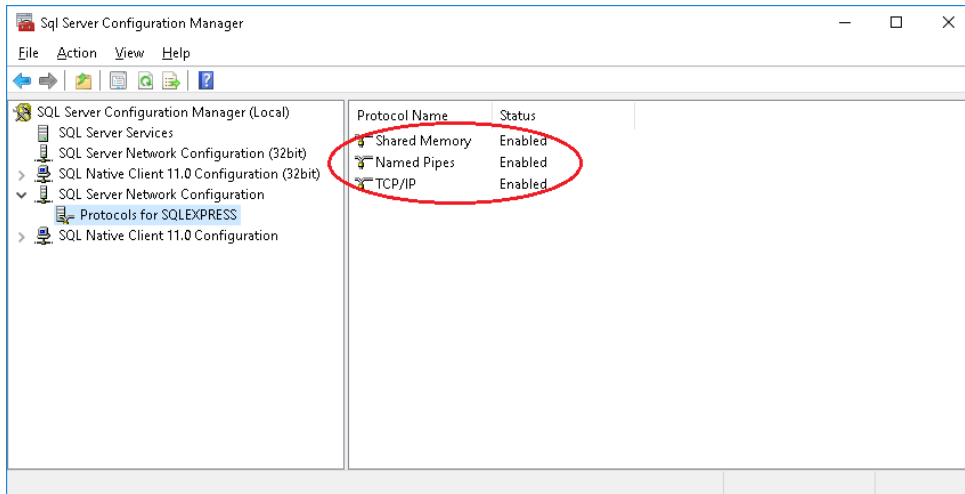 Sql Server Configuration Manager
File Action View Help
SQL Server Configuration Manager (Local)
SQL Server Services
SQL Server Network Configuration (32bit)
SQL Native Client 11.0 Configuration (32bit)
SQL Server Network Configuration
Protocols for SQLEXPRESS
SQL Native Client 11.0 Configuration
Protocol Name Status
Shared Memory Enabled
Named Pipes Enabled
TCP/IP Enabled